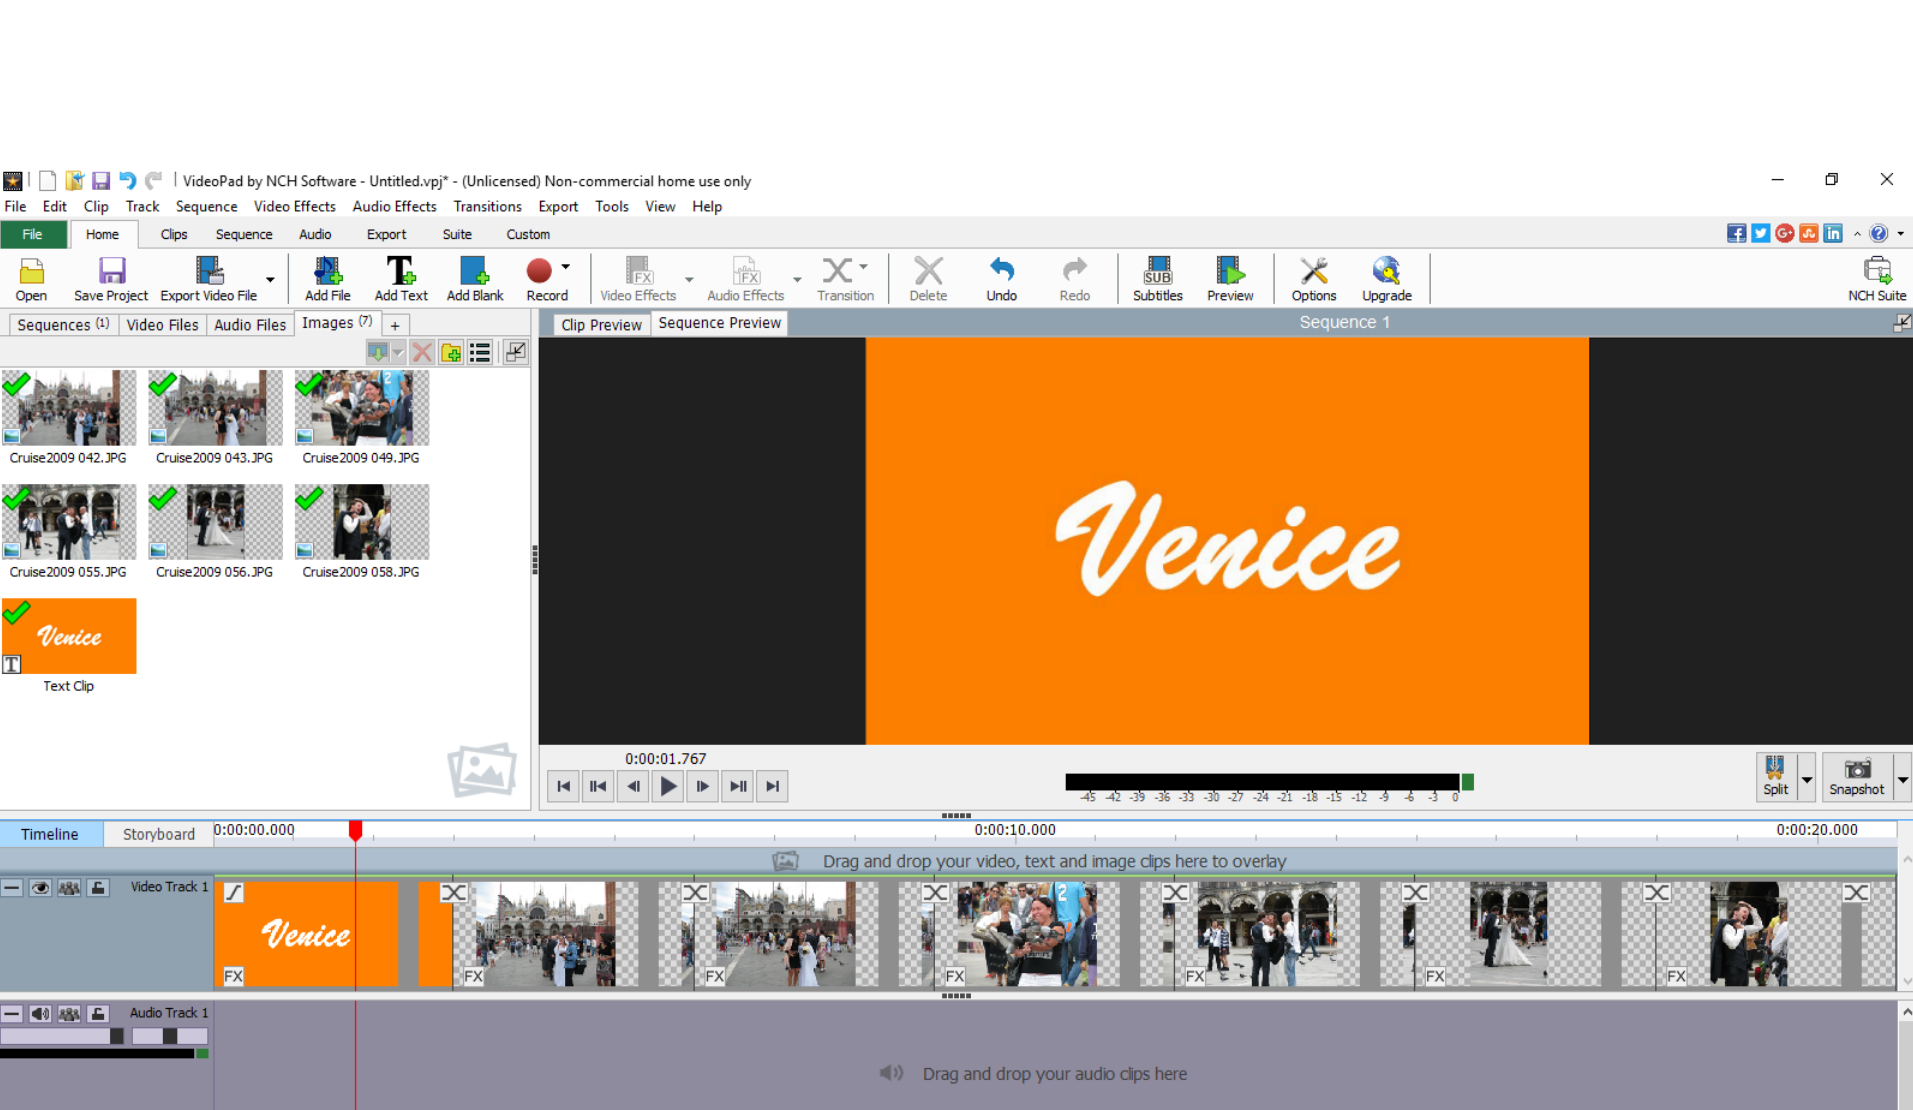 VideoPad by NCH Software - Untitled.vpj* - (Unlicensed) Non-commercial home use only
File Edit Clip Track Sequence Video Effects Audio Effects Transitions Export Tools View Help
File Home Clips Sequence Audio Export Suite Custom
Open Save Project Export Video File Add File Add Text Add Blank Record Video Effects Audio Effects Transition Delete Undo Redo Subtitles Preview Options Upgrade NCH Suite
Sequences (1) Video Files Audio Files Images (7) +
Clip Preview Sequence Preview Sequence 1
Cruise2009 042.JPG Cruise2009 043.JPG Cruise2009 049.JPG
Cruise2009 055.JPG Cruise2009 056.JPG Cruise2009 058.JPG
Venice
T
Text Clip
Venice
0:00:01.767
-45 -42 -39 -36 -33 -30 -27 -24 -21 -18 -15 -12 -9 -6 -3 0
Split Snapshot
Timeline Storyboard 0:00:00.000 0:00:10.000 0:00:20.000
Drag and drop your video, text and image clips here to overlay
Video Track 1
Venice
2
FX FX FX FX FX FX FX
Audio Track 1
Drag and drop your audio clips here